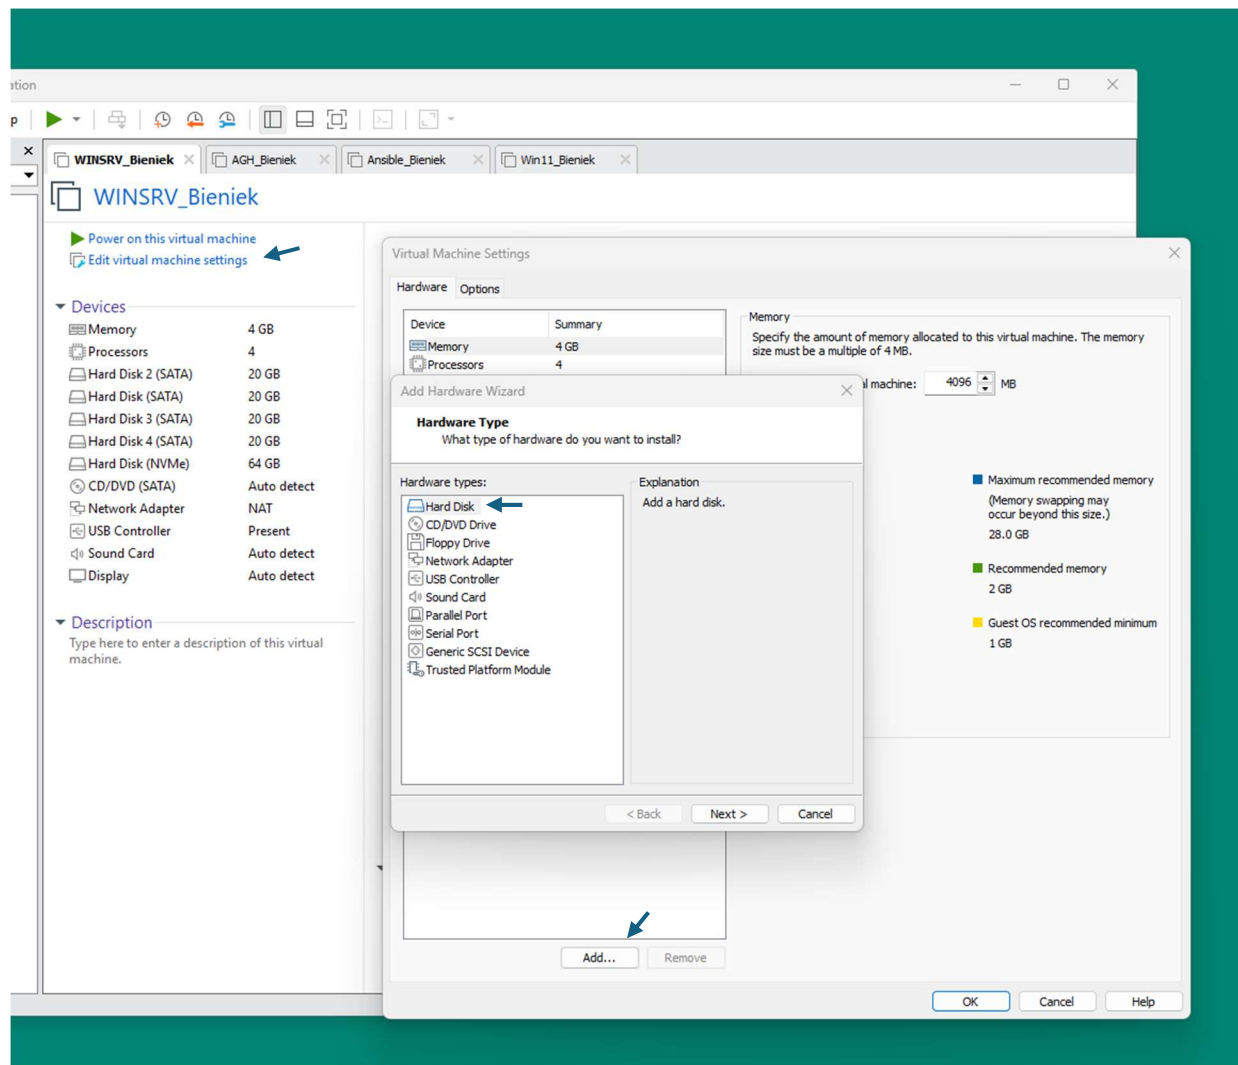 ation
p
WINSRV_Bieniek
AGH_Bieniek
Ansible_Bieniek
Win11_Bieniek
WINSRV_Bieniek
Power on this virtual machine
Edit virtual machine settings
Devices
Memory 4 GB
Processors 4
Hard Disk 2 (SATA) 20 GB
Hard Disk (SATA) 20 GB
Hard Disk 3 (SATA) 20 GB
Hard Disk 4 (SATA) 20 GB
Hard Disk (NVMe) 64 GB
CD/DVD (SATA) Auto detect
Network Adapter NAT
USB Controller Present
Sound Card Auto detect
Display Auto detect
Description
Type here to enter a description of this virtual
machine.
Virtual Machine Settings
Hardware Options
Device Summary
Memory 4 GB
Processors 4
Memory
Specify the amount of memory allocated to this virtual machine. The memory
size must be a multiple of 4 MB.
al machine: 4096 MB
Maximum recommended memory
(Memory swapping may
occur beyond this size.)
28.0 GB
Recommended memory
2 GB
Guest OS recommended minimum
1 GB
Add Hardware Wizard
Hardware Type
What type of hardware do you want to install?
Hardware types:
Hard Disk
CD/DVD Drive
Floppy Drive
Network Adapter
USB Controller
Sound Card
Parallel Port
Serial Port
Generic SCSI Device
Trusted Platform Module
Explanation
Add a hard disk.
< Back Next > Cancel
Add... Remove
OK Cancel Help